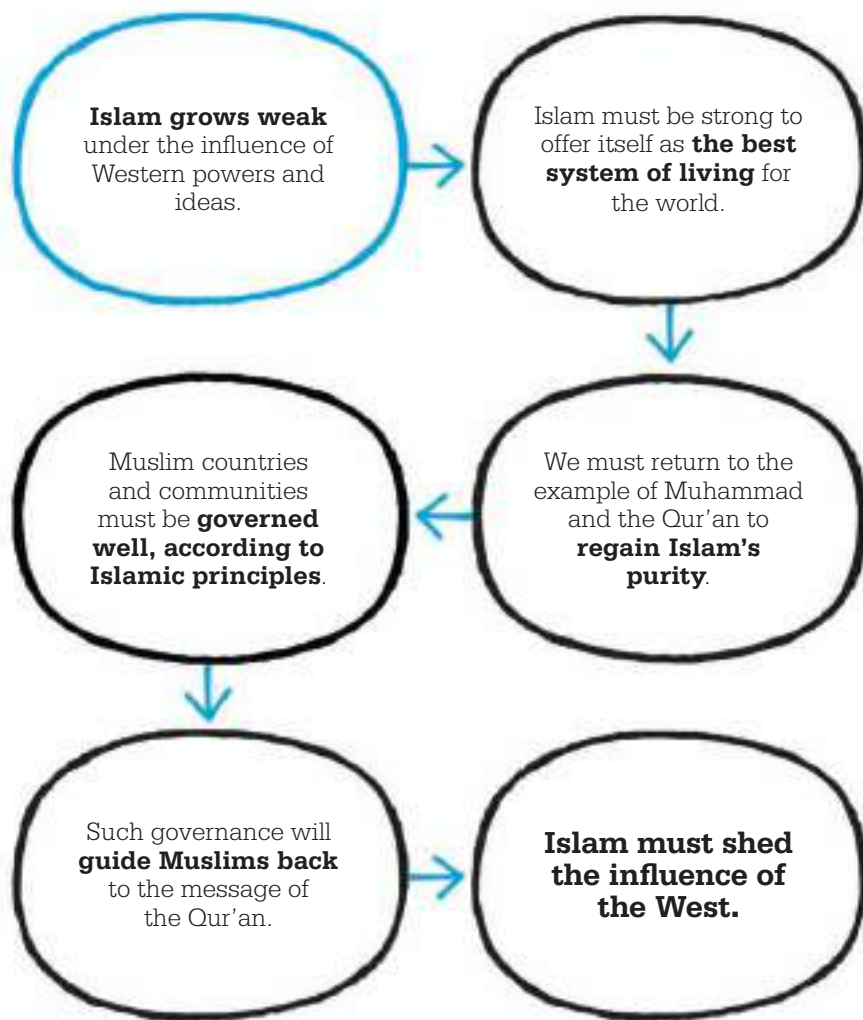 Islam grows weak
under the influence of
Western powers and
ideas.
Islam must be strong to
offer itself as the best
system of living for
the world.
We must return to the
example of Muhammad
and the Qur’an to
regain Islam’s
purity.
Muslim countries
and communities
must be governed
well, according to
Islamic principles.
Such governance will
guide Muslims back
to the message of
the Qur’an.
Islam must shed
the influence of
the West.